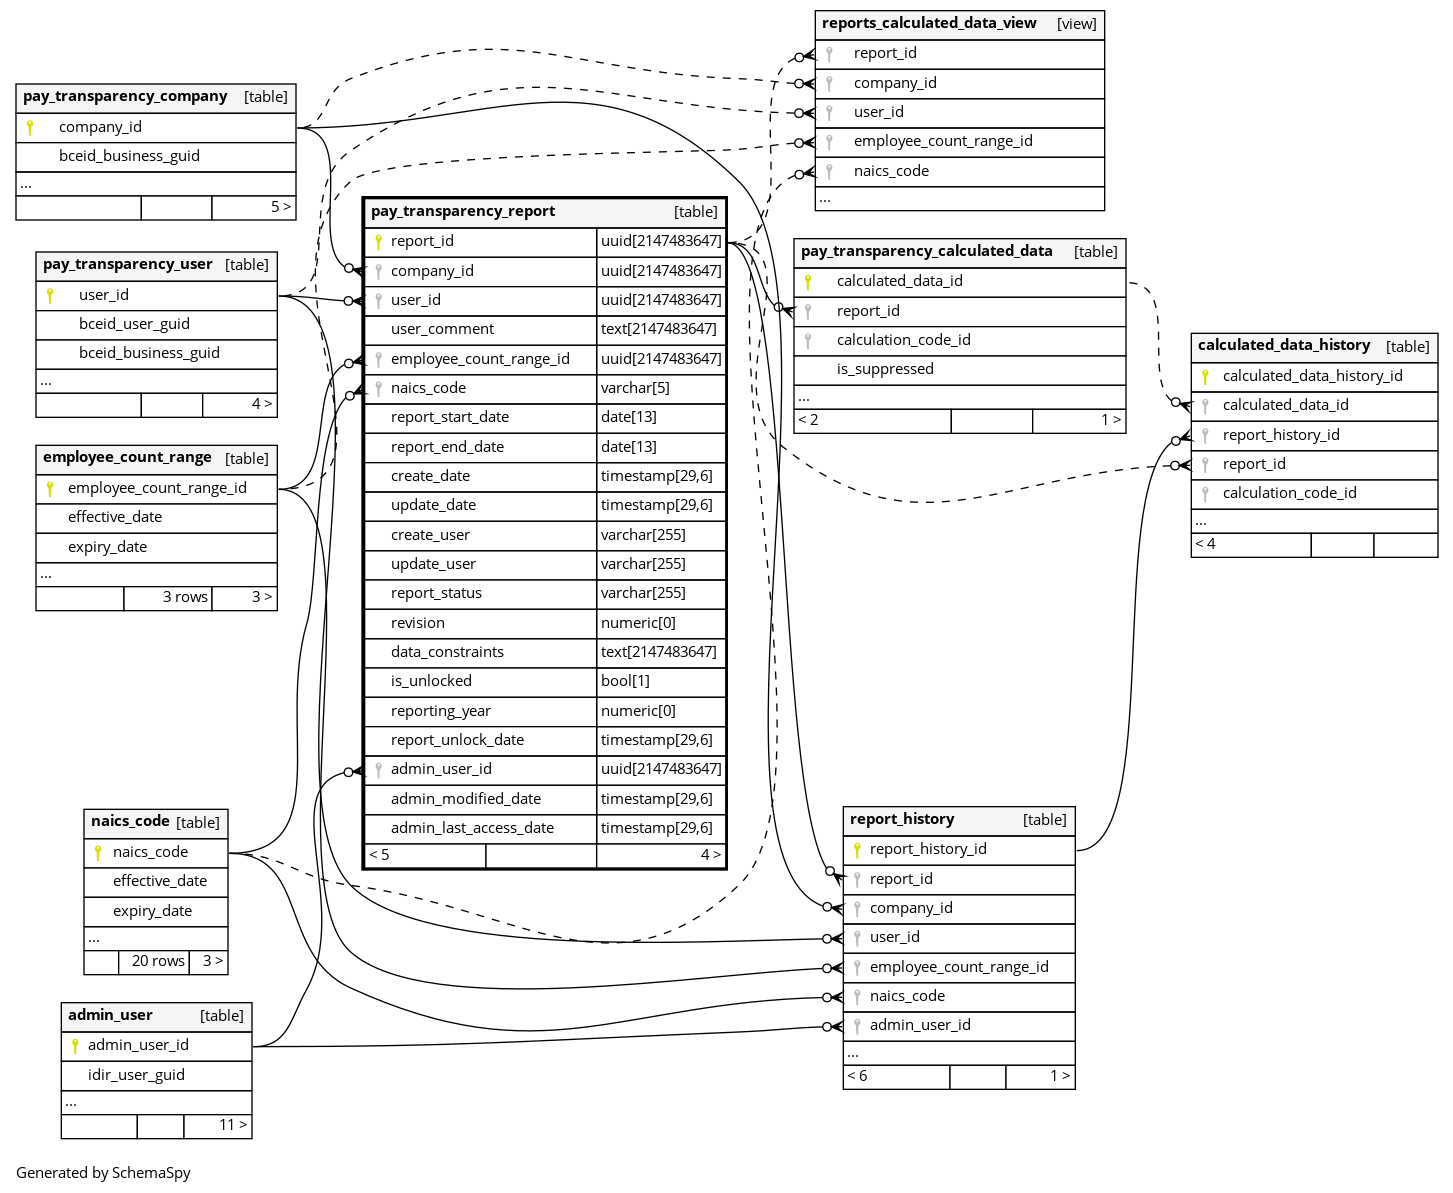 reports_calculated_data_view [view]
report_id
company_id
user_id
employee_count_range_id
naics_code
...
pay_transparency_company [table]
company_id
bceid_business_guid
...
5 >
pay_transparency_user [table]
user_id
bceid_user_guid
bceid_business_guid
...
4 >
employee_count_range [table]
employee_count_range_id
effective_date
expiry_date
...
3 rows 3 >
naics_code [table]
naics_code
effective_date
expiry_date
...
20 rows 3 >
admin_user [table]
admin_user_id
idir_user_guid
...
11 >
pay_transparency_report [table]
report_id uuid[2147483647]
company_id uuid[2147483647]
user_id uuid[2147483647]
user_comment text[2147483647]
employee_count_range_id uuid[2147483647]
naics_code varchar[5]
report_start_date date[13]
report_end_date date[13]
create_date timestamp[29,6]
update_date timestamp[29,6]
create_user varchar[255]
update_user varchar[255]
report_status varchar[255]
revision numeric[0]
data_constraints text[2147483647]
is_unlocked bool[1]
reporting_year numeric[0]
report_unlock_date timestamp[29,6]
admin_user_id uuid[2147483647]
admin_modified_date timestamp[29,6]
admin_last_access_date timestamp[29,6]
< 5 4 >
pay_transparency_calculated_data [table]
calculated_data_id
report_id
calculation_code_id
is_suppressed
...
< 2 1 >
calculated_data_history [table]
calculated_data_history_id
calculated_data_id
report_history_id
report_id
calculation_code_id
...
< 4
report_history [table]
report_history_id
report_id
company_id
user_id
employee_count_range_id
naics_code
admin_user_id
...
< 6 1 >
Generated by SchemaSpy